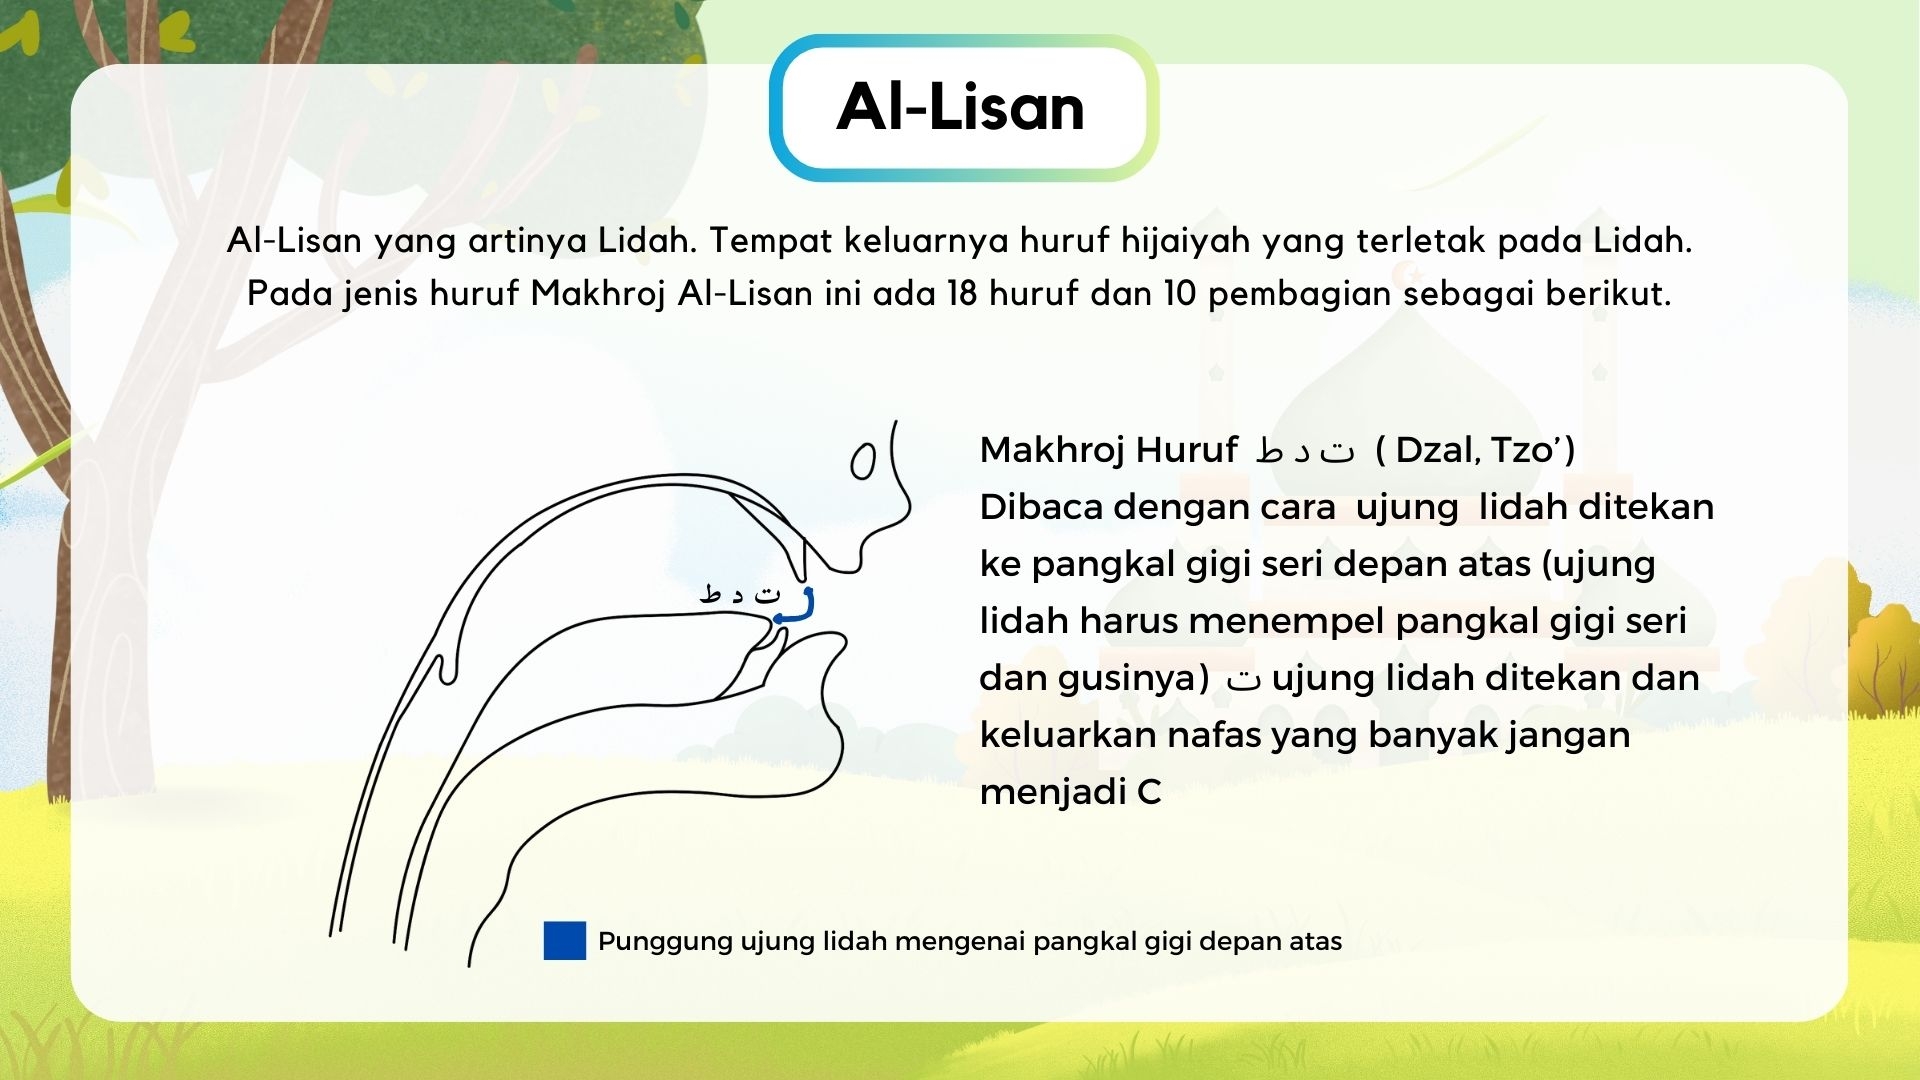 Al-Lisan
Al-Lisan yang artinya Lidah. Tempat keluarnya huruf hijaiyah yang terletak pada Lidah.
Pada jenis huruf Makhroj Al-Lisan ini ada 18 huruf dan 10 pembagian sebagai berikut.
Makhroj Huruf ت د ط ( Dzal, Tzo’)
Dibaca dengan cara ujung lidah ditekan
ke pangkal gigi seri depan atas (ujung
lidah harus menempel pangkal gigi seri
dan gusinya) ت ujung lidah ditekan dan
keluarkan nafas yang banyak jangan
menjadi C
ت د ط
Punggung ujung lidah mengenai pangkal gigi depan atas